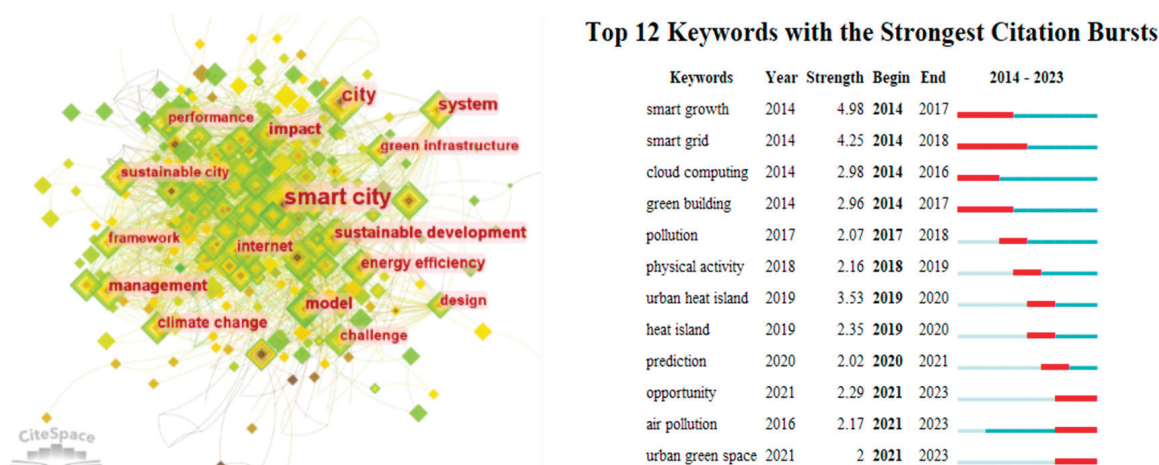 city
system
performance
impact
green infrastructure
sustainable city
smart city
framework
internet
sustainable development
energy efficiency
management
model
design
climate change
challenge
CiteSpace
Top 12 Keywords with the Strongest Citation Bursts
Keywords Year Strength Begin End 2014 - 2023
smart growth 2014 4.98 2014 2017
smart grid 2014 4.25 2014 2018
cloud computing 2014 2.98 2014 2016
green building 2014 2.96 2014 2017
pollution 2017 2.07 2017 2018
physical activity 2018 2.16 2018 2019
urban heat island 2019 3.53 2019 2020
heat island 2019 2.35 2019 2020
prediction 2020 2.02 2020 2021
opportunity 2021 2.29 2021 2023
air pollution 2016 2.17 2021 2023
urban green space 2021 2 2021 2023